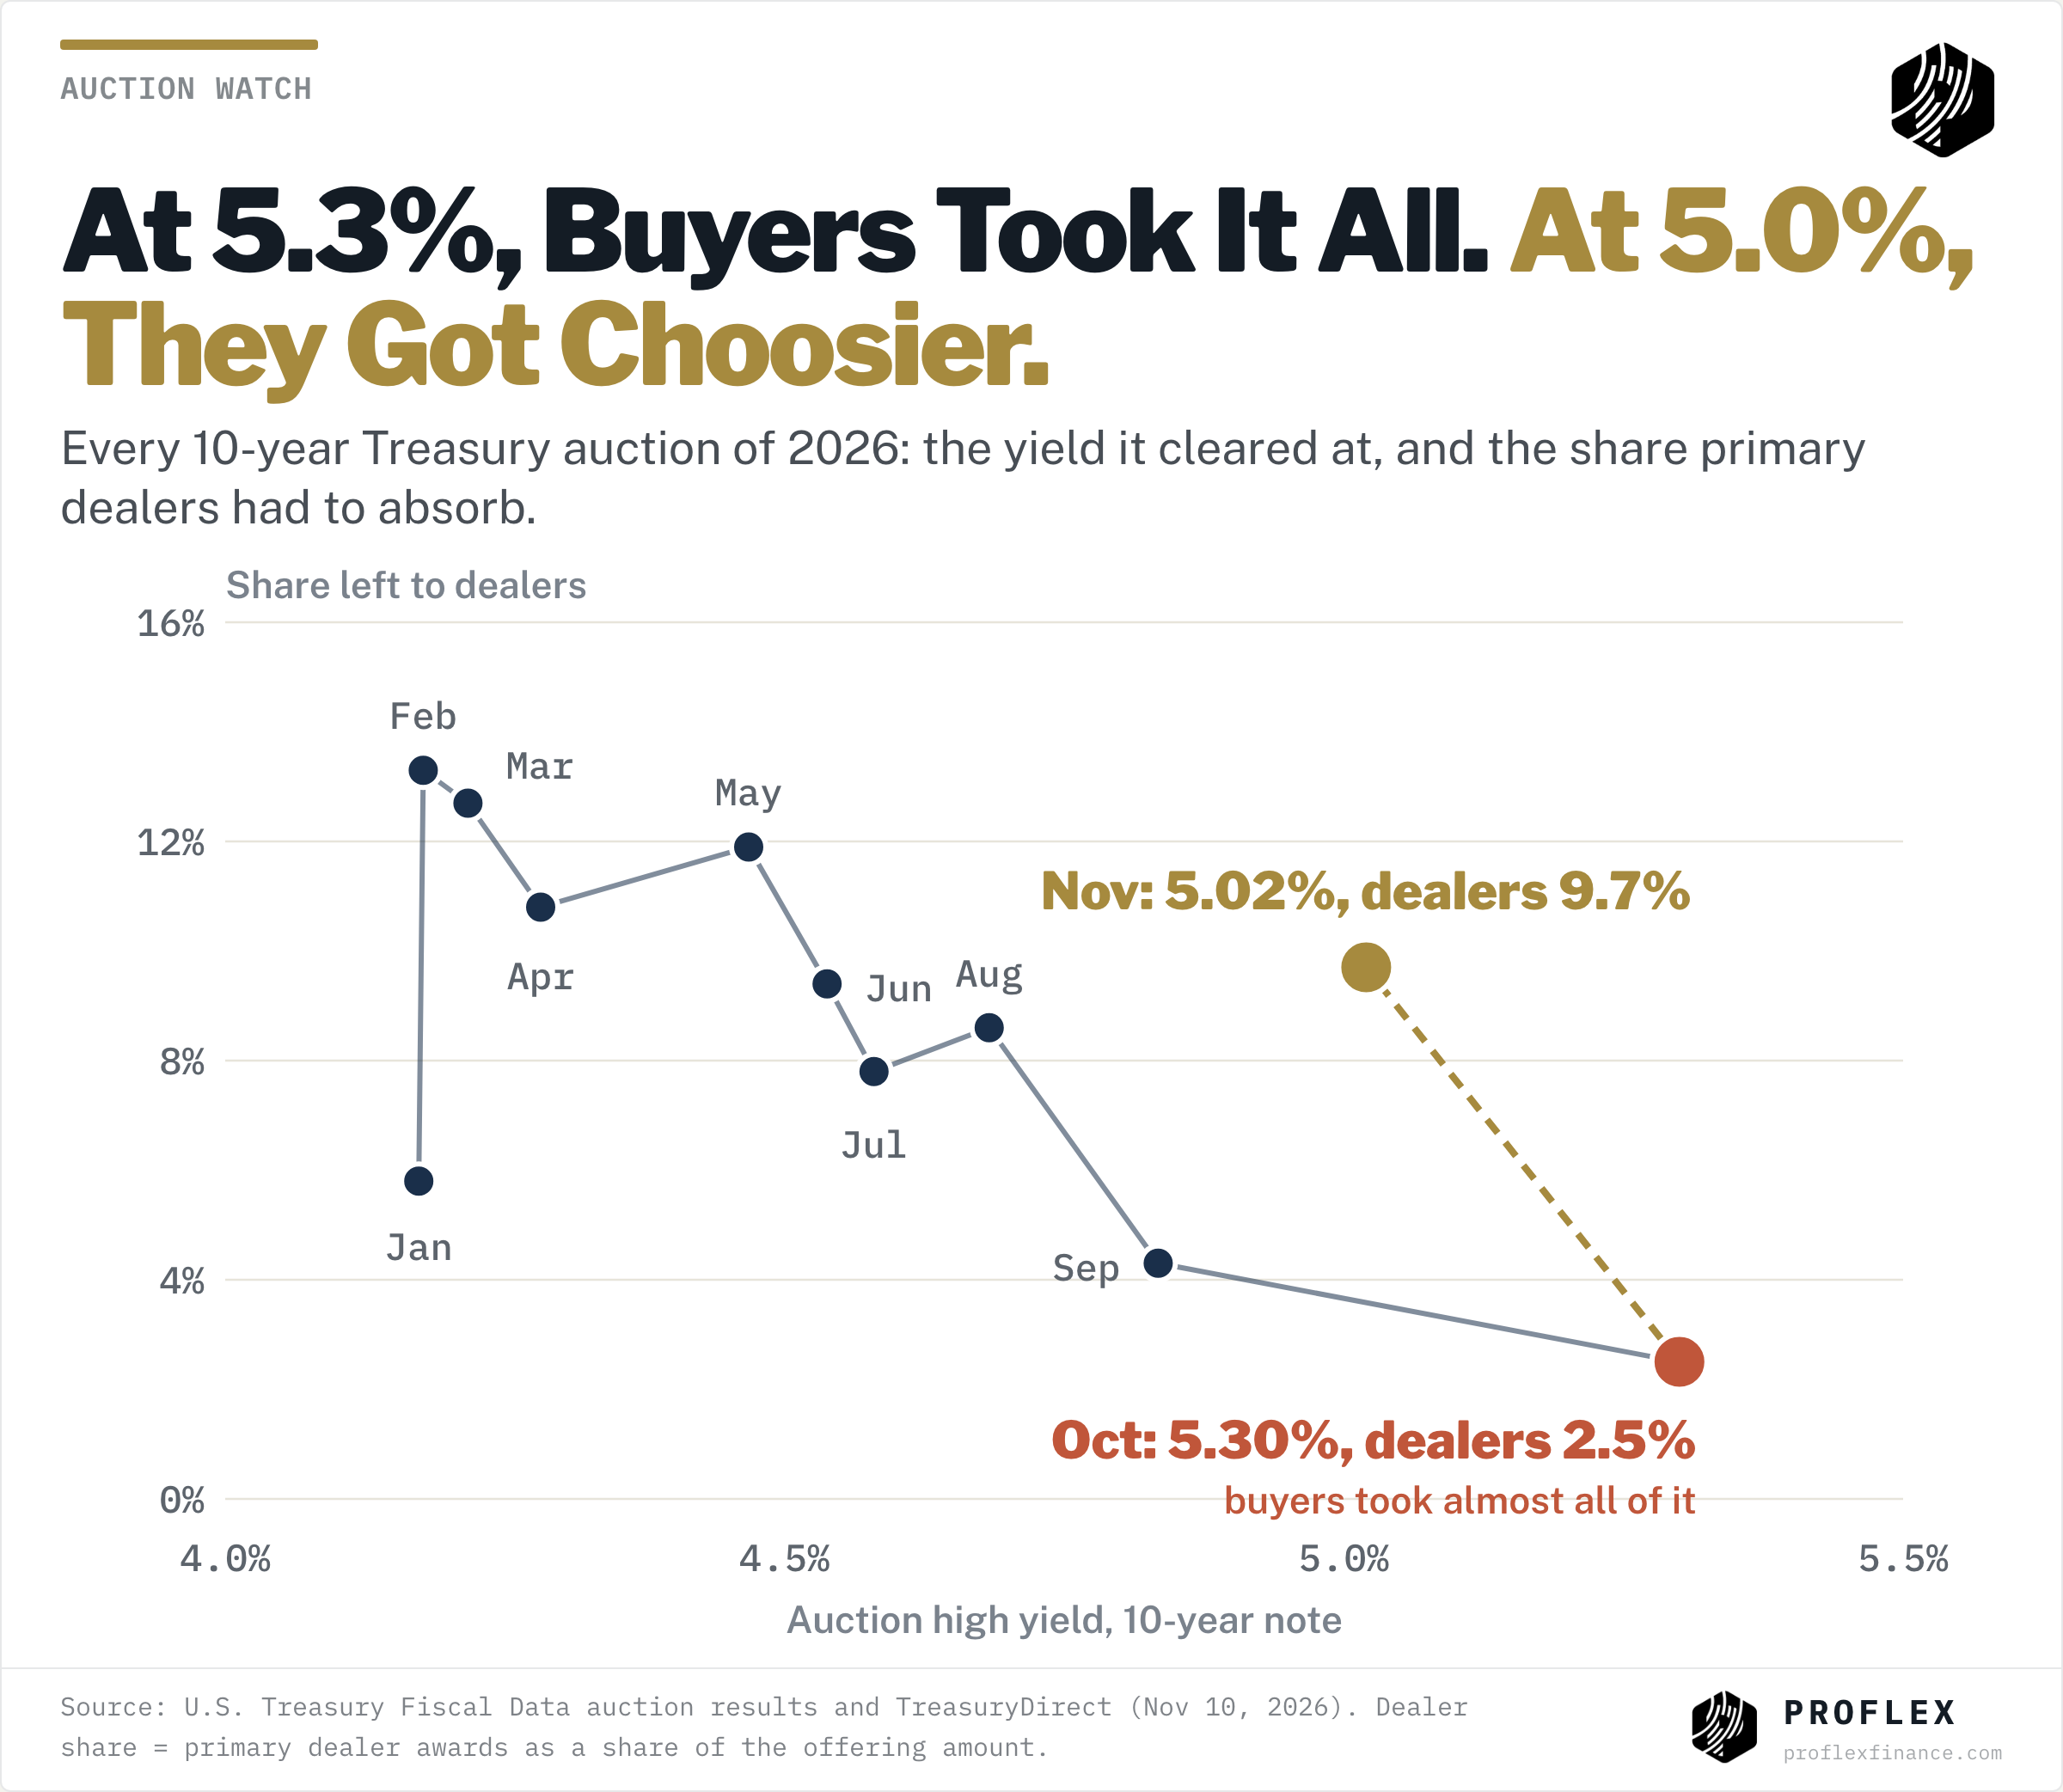 AUCTION WATCH
At 5.3%, Buyers Took It All. At 5.0%,
They Got Choosier.
Every 10-year Treasury auction of 2026: the yield it cleared at, and the share primary
dealers had to absorb.
Share left to dealers
16%
Feb
Mar
May
12%
Nov: 5.02%, dealers 9.7%
Apr
Jun
Aug
8%
Jul
Jan
Sep
4%
Oct: 5.30%, dealers 2.5%
buyers took almost all of it
0%
4.0%
4.5%
5.0%
5.5%
Auction high yield, 10-year note
Source: U.S. Treasury Fiscal Data auction results and TreasuryDirect (Nov 10, 2026). Dealer
share = primary dealer awards as a share of the offering amount.
PROFLEX
proflexfinance.com